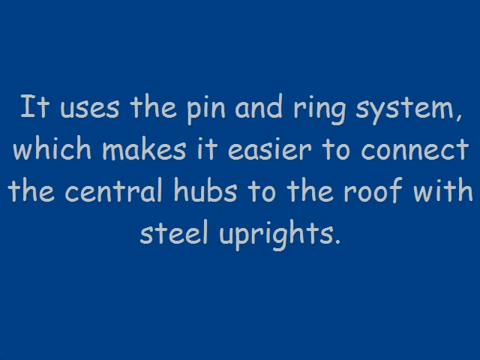 It uses the pin and ring system,
which makes it easier to connect
the central hubs to the roof with
steel uprights.